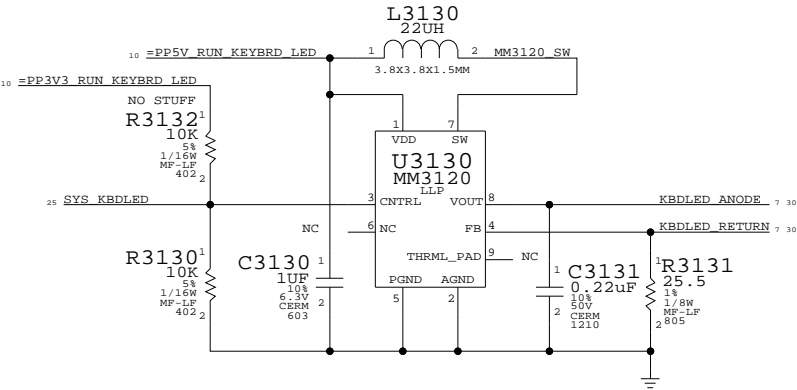 L3130
22UH
10 =PP5V_RUN_KEYBRD_LED 1 2 MM3120_SW
3.8X3.8X1.5MM
10 =PP3V3_RUN_KEYBRD_LED
NO STUFF
R3132 1
10K
5%
1/16W
MF-LF
402 2
1 7
VDD SW
U3130
MM3120
LLP
25 SYS_KBDLED 3 CNTRL VOUT 8 KBDLED_ANODE 7 30
NC 6 NC FB 4 KBDLED_RETURN 7 30
THRML_PAD 9 NC
PGND AGND
5 2
R3130 1
10K
5%
1/16W
MF-LF
402 2
C3130 1
1UF
10%
6.3V
CERM
603
2
1 C3131
0.22uF
10%
50V
CERM
1210
2
1 R3131
25.5
1%
1/8W
MF-LF
2 805